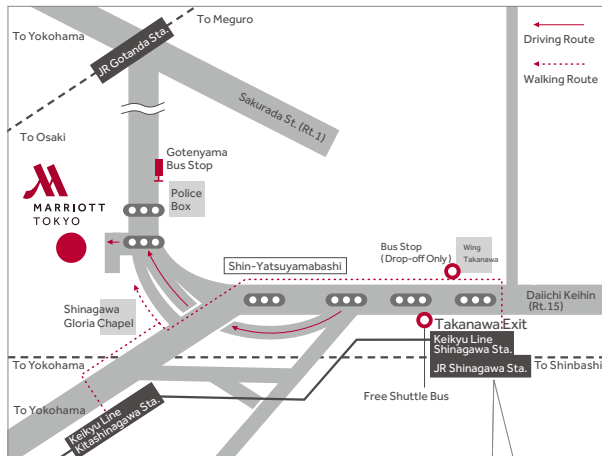 To Meguro
To Yokohama
JR Gotanda Sta.
Driving Route
Walking Route
Sakurada St. (Rt.1)
To Osaki
Gotenyama
Bus Stop
MARRIOTT
TOKYO
Police
Box
Bus Stop
(Drop-off Only)
Wing
Takanawa
Shin-Yatsuyamabashi
Shinagawa
Gloria Chapel
Daiichi Keihin
(Rt.15)
Takanawa Exit
Keikyu Line
Shinagawa Sta.
JR Shinagawa Sta.
To Yokohama
To Shinbashi
To Yokohama
Keikyu Line
Kitashinagawa Sta.
Free Shuttle Bus